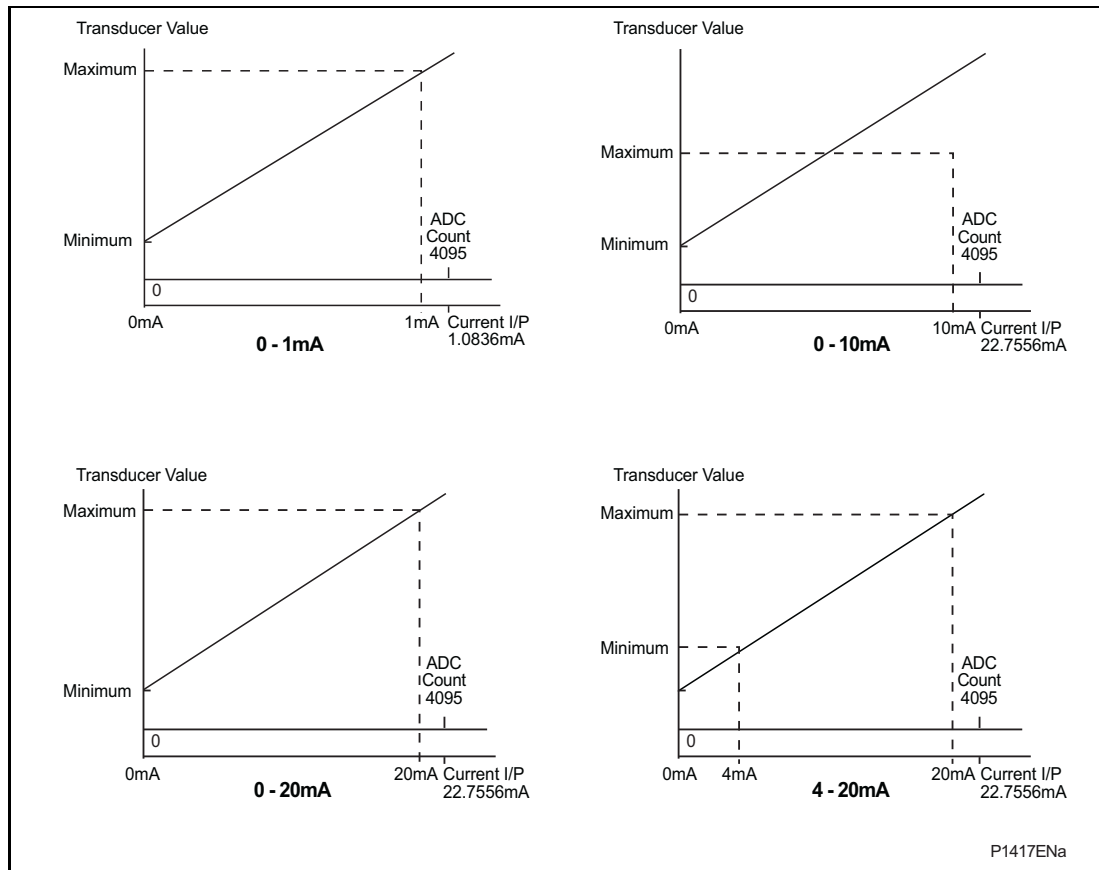 Transducer Value
Maximum
Minimum
ADC
Count
4095
0
0mA
1mA Current I/P
1.0836mA
0 - 1mA
Transducer Value
Maximum
Minimum
ADC
Count
4095
0
0mA
10mA Current I/P
22.7556mA
0 - 10mA
Transducer Value
Maximum
Minimum
ADC
Count
4095
0
0mA
20mA Current I/P
22.7556mA
0 - 20mA
Transducer Value
Maximum
Minimum
ADC
Count
4095
0
0mA
4mA
20mA Current I/P
22.7556mA
4 - 20mA
P1417ENa